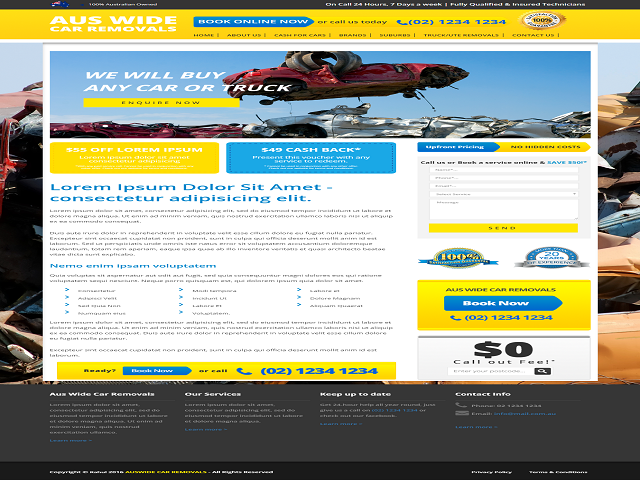 100% Australian Owned
On Call 24 Hours, 7 Days a week | Fully Qualified & Insured Technicians
AUS WIDE
CAR REMOVALS
BOOK ONLINE NOW or call us today (02) 1234 1234
HOME | ABOUT US | CASH FOR CARS | BRANDS | SUBURBS | TRUCK/UTE REMOVALS | CONTACT US |
WE WILL BUY
ANY CAR OR TRUCK
ENQUIRE NOW
$55 OFF LOREM IPSUM
Lorem ipsum dolor sit amet
consectetur adipisicing
$49 CASH BACK*
Present this voucher with any
service to redeem.
Upfront Pricing
NO HIDDEN COSTS
Call us or Book a service online & SAVE $50!*
Name*...
Phone*...
Email*...
Select Service
Message
SEND
Lorem Ipsum Dolor Sit Amet -
consectetur adipisicing elit.
Lorem ipsum dolor sit amet, consectetur adipisicing elit, sed do eiusmod tempor incididunt ut labore et
dolore magna aliqua. Ut enim ad minim veniam, quis nostrud exercitation ullamco laboris nisi ut aliquip
ex ea commodo consequat.
Duis aute irure dolor in reprehenderit in voluptate velit esse cillum dolore eu fugiat nulla pariatur.
Excepteur sint occaecat cupidatat non proident, sunt in culpa qui officia deserunt mollit anim id est
laborum. Sed ut perspiciatis unde omnis iste natus error sit voluptatem accusantium doloremque
laudantium, totam rem aperiam, eaque ipsa quae ab illo inventore veritatis et quasi architecto beatae
vitae dicta sunt explicabo.
Nemo enim ipsam voluptatem
Quia voluptas sit aspernatur aut odit aut fugit, sed quia consequuntur magni dolores eos qui ratione
voluptatem sequi nesciunt. Neque porro quisquam est, qui dolorem ipsum quia dolor sit amet.
> Consectetur
> Modi tempora
> Labore et
> Adipisci Velit
> Incidunt Ut
> Dolore Magnam
> Sed Quia Non
> Labore Et
> Aliquam Quaerat
> Numquam eius
> Voluptatem.
Lorem ipsum dolor sit amet, consectetur adipisicing elit, sed do eiusmod tempor incididunt ut labore et
dolore magna aliqua. Ut enim ad minim veniam, quis nostrud exercitation ullamco laboris nisi ut aliquip
ex ea commodo consequat. Duis aute irure dolor in reprehenderit in voluptate velit esse cillum dolore
eu fugiat nulla pariatur.
Excepteur sint occaecat cupidatat non proident, sunt in culpa qui officia deserunt mollit anim id est
laborum.
Ready? Book Now or call (02) 1234 1234
100%
20
YEARS
AUS WIDE CAR REMOVALS
Book Now
(02) 1234 1234
$0
Call out Fee!*
Enter your postcode...
Aus Wide Car Removals
Lorem ipsum dolor sit amet,
consectetur adipisicing elit, sed do
eiusmod tempor incididunt ut labore
et dolore magna aliqua. Ut enim ad
minim veniam, quis nostrud
exercitation ullamco.
Learn more >
Our Services
Lorem ipsum dolor sit amet,
consectetur adipisicing elit, sed do
eiusmod tempor incididunt ut labore
et dolore magna aliqua.
Learn more >
Keep up to date
Get 24 hour help all year round, just
give us a call on (02) 1234 1234 or
check out our facebook.
Learn more >
Contact Info
Phone: 02 1234 1234
Email: info@mail.com.au
Learn more >
Copyright © Rahul 2016 AUSWIDE CAR REMOVALS - All Rights Reserved
Privacy Policy
Terms & Conditions